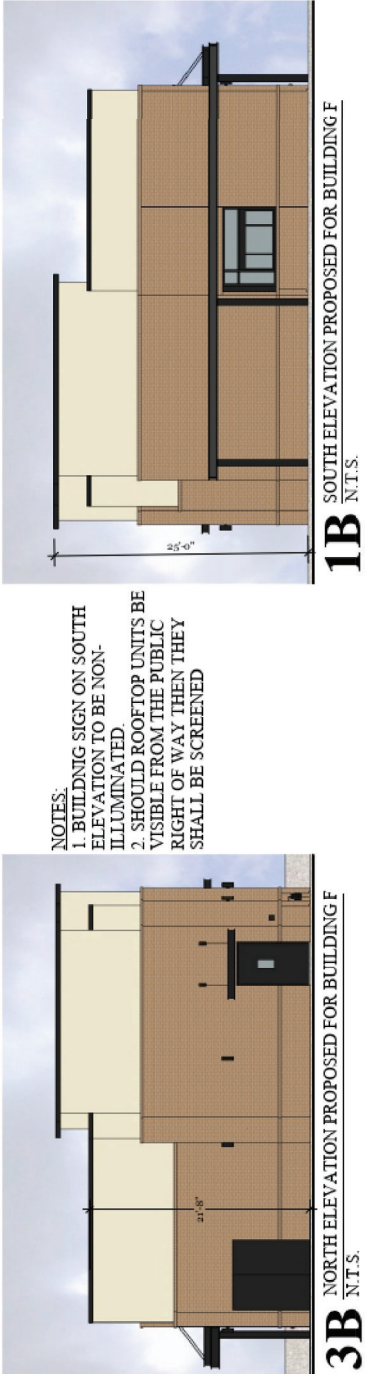 3B
NORTH ELEVATION PROPOSED FOR BUILDING F
N.T.S.
21'-8"
NOTES:
1. BUILDNIG SIGN ON SOUTH
ELEVATION TO BE NON-
ILLUMINATED.
2. SHOULD ROOFTOP UNITS BE
VISIBLE FROM THE PUBLIC
RIGHT OF WAY THEN THEY
SHALL BE SCREENED
25'-0"
1B
SOUTH ELEVATION PROPOSED FOR BUILDING F
N.T.S.